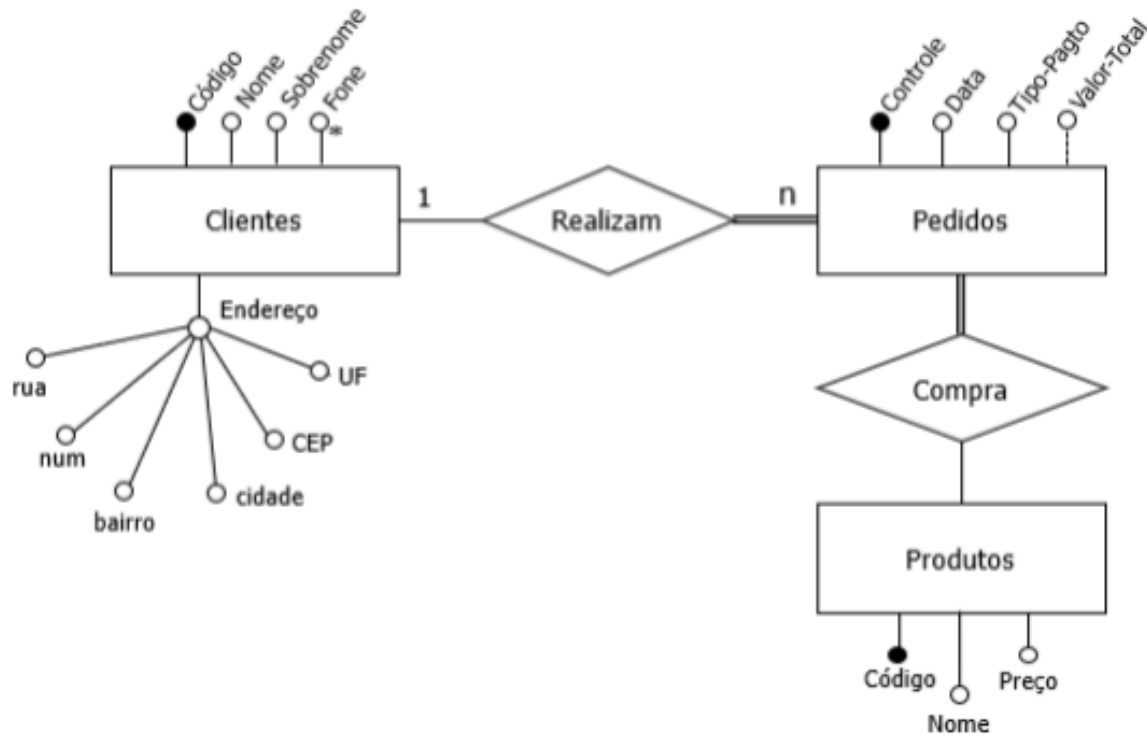 Código
Nome
Sobrenome
Fone
*
Controle
Data
Tipo-Pagto
Valor-Total
Clientes
1
Realizam
n
Pedidos
Endereço
rua
num
bairro
cidade
CEP
UF
Compra
Produtos
Código
Nome
Preço